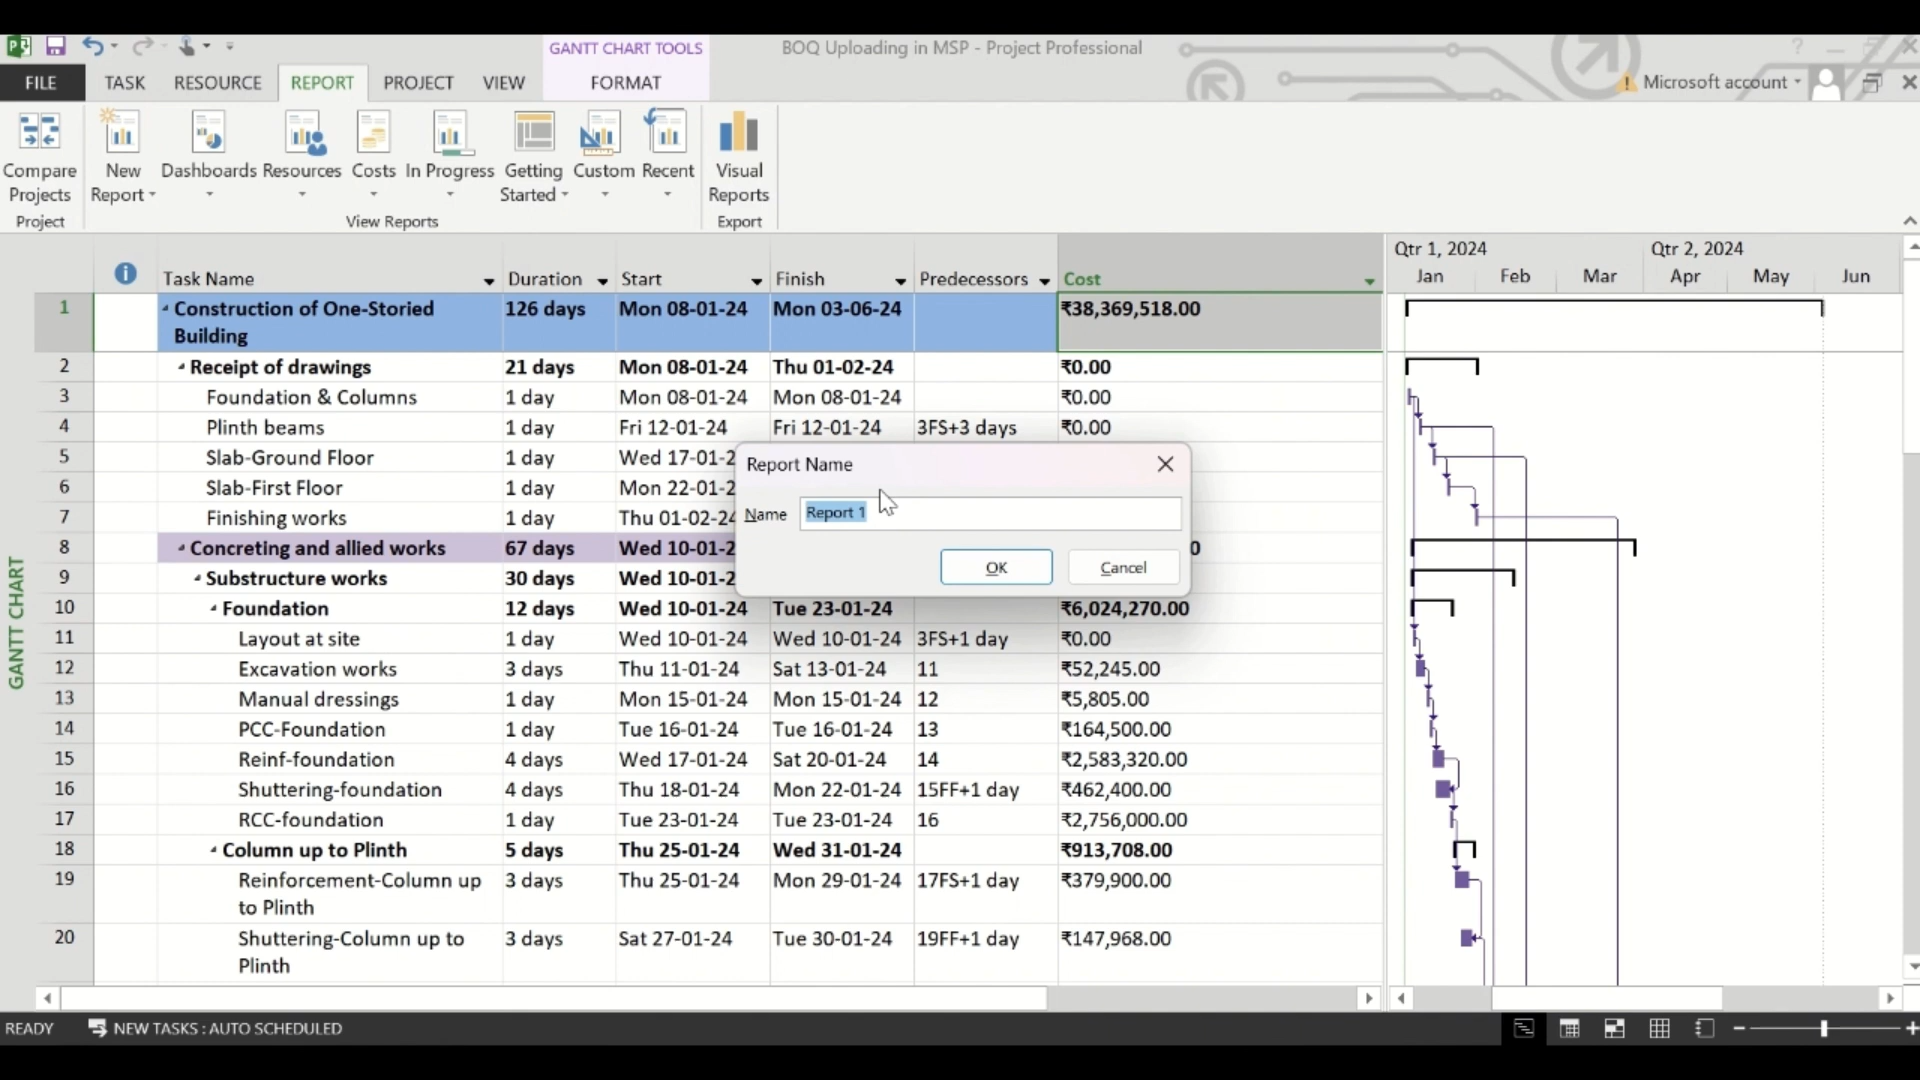 GANTT CHART TOOLS
BOQ Uploading in MSP - Project Professional
FILE TASK RESOURCE REPORT PROJECT VIEW FORMAT Microsoft account
Compare Projects
New Report
Dashboards
Resources
Costs
In Progress
Getting Started
Custom
Recent
Visual Reports
Project View Reports Export
Qtr 1, 2024 Qtr 2, 2024
Task Name Duration Start Finish Predecessors Cost Jan Feb Mar Apr May Jun
1 Construction of One-Storied 126 days Mon 08-01-24 Mon 03-06-24 ₹38,369,518.00
Building
2 Receipt of drawings 21 days Mon 08-01-24 Thu 01-02-24 ₹0.00
3 Foundation & Columns 1 day Mon 08-01-24 Mon 08-01-24 ₹0.00
4 Plinth beams 1 day Fri 12-01-24 Fri 12-01-24 3FS+3 days ₹0.00
5 Slab-Ground Floor 1 day Wed 17-01-2
6 Slab-First Floor 1 day Mon 22-01-2
7 Finishing works 1 day Thu 01-02-24
8 Concreting and allied works 67 days Wed 10-01-2 0
9 Substructure works 30 days Wed 10-01-2
Report Name
Name Report 1
OK Cancel
10 Foundation 12 days Wed 10-01-24 Tue 23-01-24 ₹6,024,270.00
11 Layout at site 1 day Wed 10-01-24 Wed 10-01-24 3FS+1 day ₹0.00
12 Excavation works 3 days Thu 11-01-24 Sat 13-01-24 11 ₹52,245.00
13 Manual dressings 1 day Mon 15-01-24 Mon 15-01-24 12 ₹5,805.00
14 PCC-Foundation 1 day Tue 16-01-24 Tue 16-01-24 13 ₹164,500.00
15 Reinf-foundation 4 days Wed 17-01-24 Sat 20-01-24 14 ₹2,583,320.00
16 Shuttering-foundation 4 days Thu 18-01-24 Mon 22-01-24 15FF+1 day ₹462,400.00
17 RCC-foundation 1 day Tue 23-01-24 Tue 23-01-24 16 ₹2,756,000.00
18 Column up to Plinth 5 days Thu 25-01-24 Wed 31-01-24 ₹913,708.00
19 Reinforcement-Column up 3 days Thu 25-01-24 Mon 29-01-24 17FS+1 day ₹379,900.00
to Plinth
20 Shuttering-Column up to 3 days Sat 27-01-24 Tue 30-01-24 19FF+1 day ₹147,968.00
Plinth
GANTT CHART
READY NEW TASKS : AUTO SCHEDULED